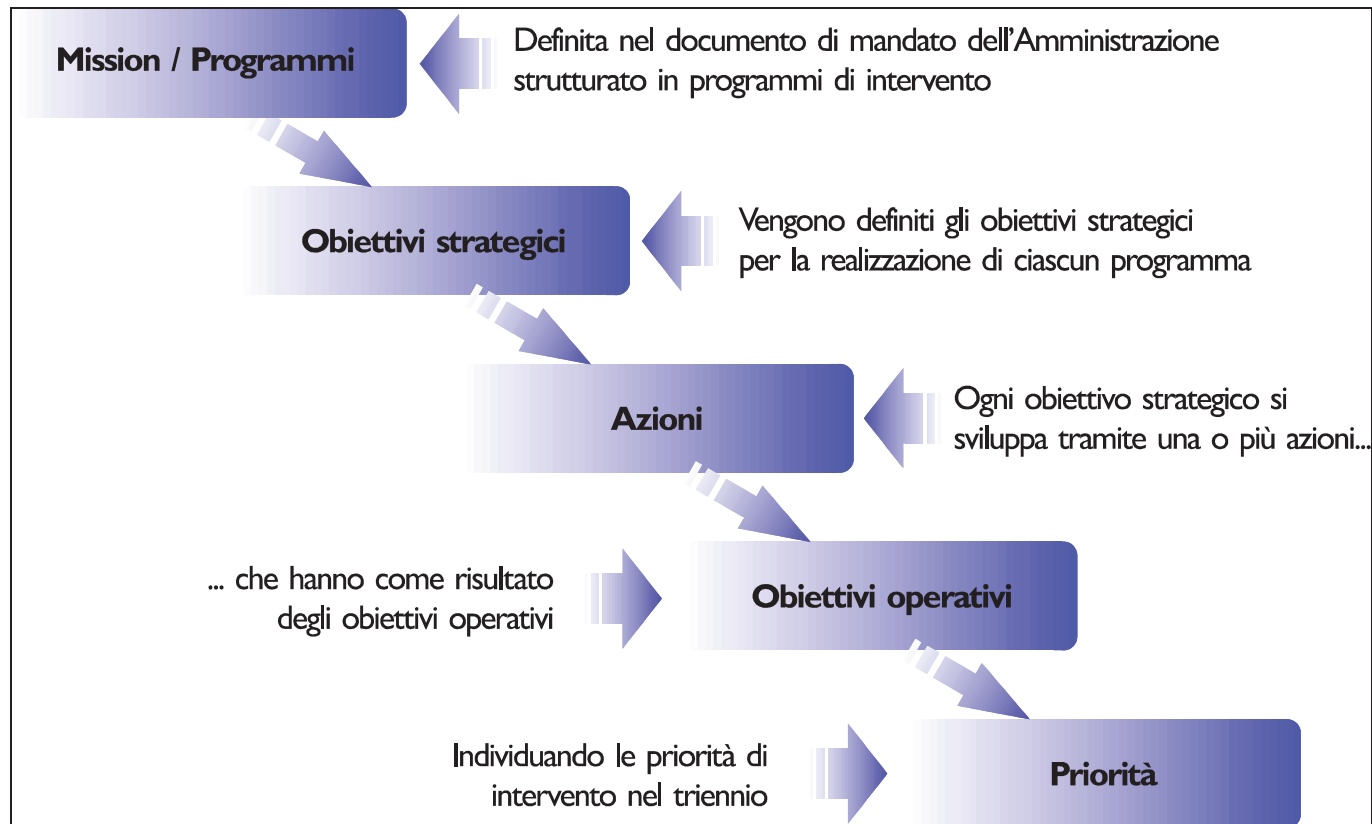 Mission / Programmi
Definita nel documento di mandato dell'Amministrazione
strutturato in programmi di intervento
Obiettivi strategici
Vengono definiti gli obiettivi strategici
per la realizzazione di ciascun programma
Azioni
Ogni obiettivo strategico si
sviluppa tramite una o più azioni...
... che hanno come risultato
degli obiettivi operativi
Obiettivi operativi
Individuando le priorità di
intervento nel triennio
Priorità